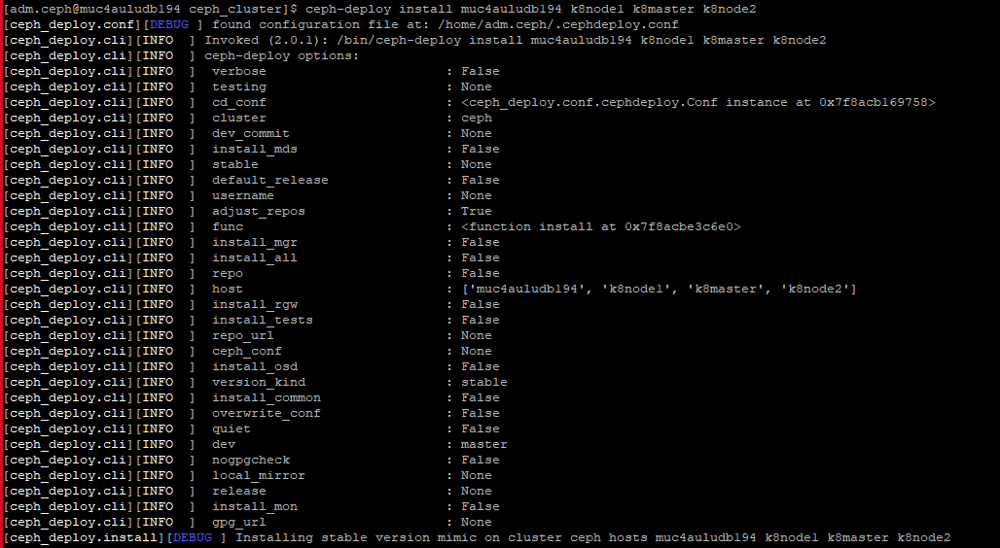 [adm.ceph@muc4auludbl94 ceph_cluster]$ ceph-deploy install muc4auludbl94 k8node1 k8master k8node2
[ceph_deploy.conf][DEBUG ] found configuration file at: /home/adm.ceph/.cephdeploy.conf
[ceph_deploy.cli][INFO  ] Invoked (2.0.1): /bin/ceph-deploy install muc4auludbl94 k8node1 k8master k8node2
[ceph_deploy.cli][INFO  ] ceph-deploy options:
[ceph_deploy.cli][INFO  ]  verbose                       : False
[ceph_deploy.cli][INFO  ]  testing                       : None
[ceph_deploy.cli][INFO  ]  cd_conf                       : <ceph_deploy.conf.cephdeploy.Conf instance at 0x7f8acb169758>
[ceph_deploy.cli][INFO  ]  cluster                       : ceph
[ceph_deploy.cli][INFO  ]  dev_commit                    : None
[ceph_deploy.cli][INFO  ]  install_mds                   : False
[ceph_deploy.cli][INFO  ]  stable                        : None
[ceph_deploy.cli][INFO  ]  default_release               : False
[ceph_deploy.cli][INFO  ]  username                      : None
[ceph_deploy.cli][INFO  ]  adjust_repos                  : True
[ceph_deploy.cli][INFO  ]  func                          : <function install at 0x7f8acbe3c6e0>
[ceph_deploy.cli][INFO  ]  install_mgr                   : False
[ceph_deploy.cli][INFO  ]  install_all                   : False
[ceph_deploy.cli][INFO  ]  repo                          : False
[ceph_deploy.cli][INFO  ]  host                          : ['muc4auludbl94', 'k8node1', 'k8master', 'k8node2']
[ceph_deploy.cli][INFO  ]  install_rgw                   : False
[ceph_deploy.cli][INFO  ]  install_tests                 : False
[ceph_deploy.cli][INFO  ]  repo_url                      : None
[ceph_deploy.cli][INFO  ]  ceph_conf                     : None
[ceph_deploy.cli][INFO  ]  install_osd                   : False
[ceph_deploy.cli][INFO  ]  version_kind                  : stable
[ceph_deploy.cli][INFO  ]  install_common                : False
[ceph_deploy.cli][INFO  ]  overwrite_conf                : False
[ceph_deploy.cli][INFO  ]  quiet                         : False
[ceph_deploy.cli][INFO  ]  dev                           : master
[ceph_deploy.cli][INFO  ]  nogpgcheck                    : False
[ceph_deploy.cli][INFO  ]  local_mirror                  : None
[ceph_deploy.cli][INFO  ]  release                       : None
[ceph_deploy.cli][INFO  ]  install_mon                   : False
[ceph_deploy.cli][INFO  ]  gpg_url                       : None
[ceph_deploy.install][DEBUG ] Installing stable version mimic on cluster ceph hosts muc4auludbl94 k8node1 k8master k8node2